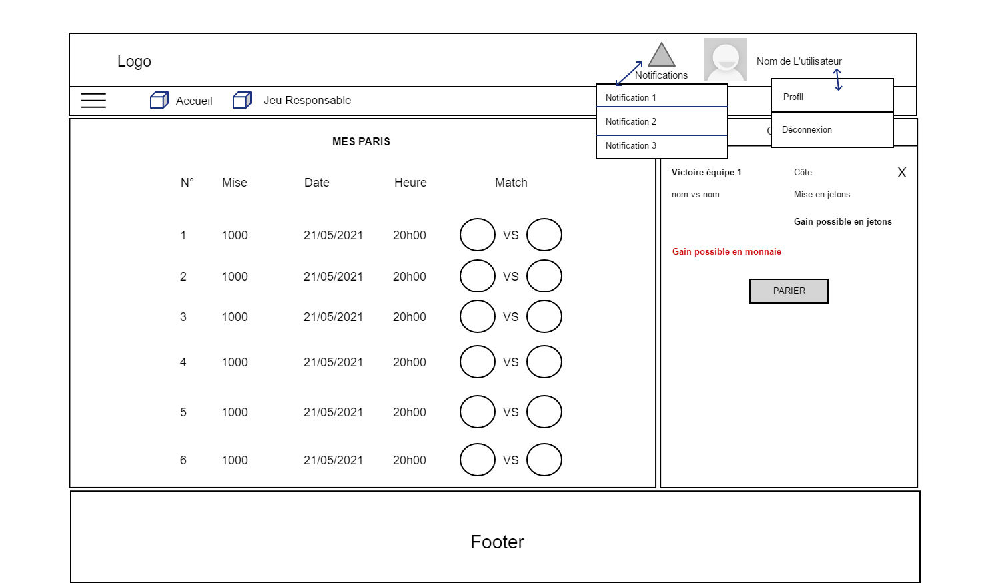 Logo
Notifications
Nom de L'utilisateur
Notification 1
Notification 2
Notification 3
Profil
Déconnexion
Accueil
Jeu Responsable
MES PARIS
N° Mise Date Heure Match
1 1000 21/05/2021 20h00 VS
2 1000 21/05/2021 20h00 VS
3 1000 21/05/2021 20h00 VS
4 1000 21/05/2021 20h00 VS
5 1000 21/05/2021 20h00 VS
6 1000 21/05/2021 20h00 VS
Victoire équipe 1 Côte X
nom vs nom Mise en jetons
Gain possible en jetons
Gain possible en monnaie
PARIER
Footer